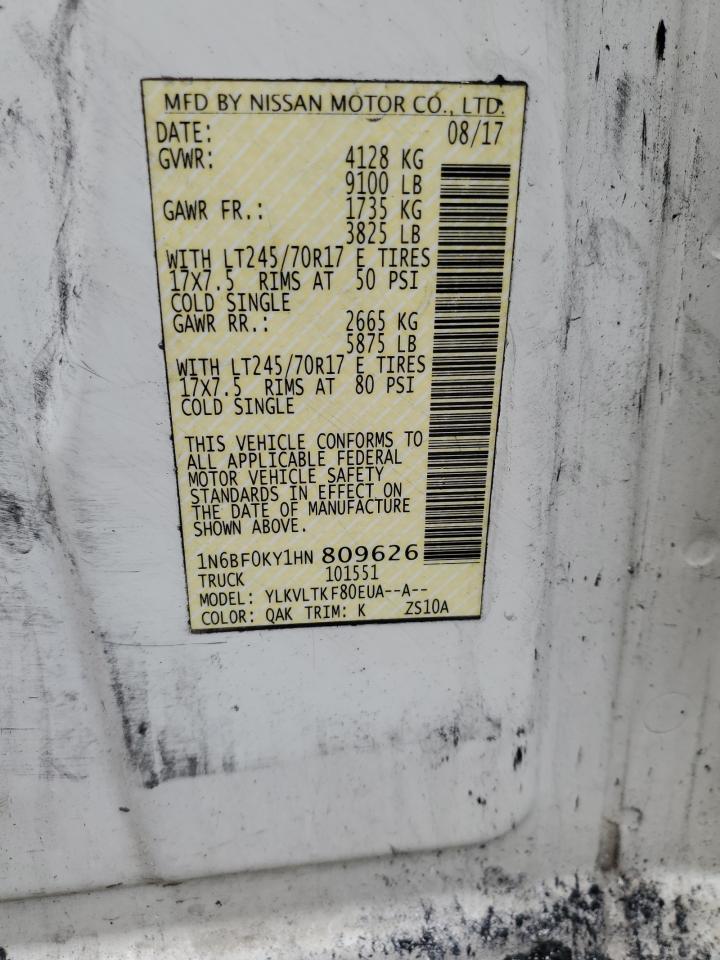 MFD BY NISSAN MOTOR CO., LTD.
DATE: 08/17
GVWR: 4128 KG
9100 LB
GAWR FR.: 1735 KG
3825 LB
WITH LT245/70R17 E TIRES
17X7.5 RIMS AT 50 PSI
COLD SINGLE
GAWR RR.: 2665 KG
5875 LB
WITH LT245/70R17 E TIRES
17X7.5 RIMS AT 80 PSI
COLD SINGLE
THIS VEHICLE CONFORMS TO
ALL APPLICABLE FEDERAL
MOTOR VEHICLE SAFETY
STANDARDS IN EFFECT ON
THE DATE OF MANUFACTURE
SHOWN ABOVE.
1N6BF0KY1HN 809626
TRUCK 101551
MODEL: YLKVLTKF80EUA--A--
COLOR: QAK TRIM: K ZS10A